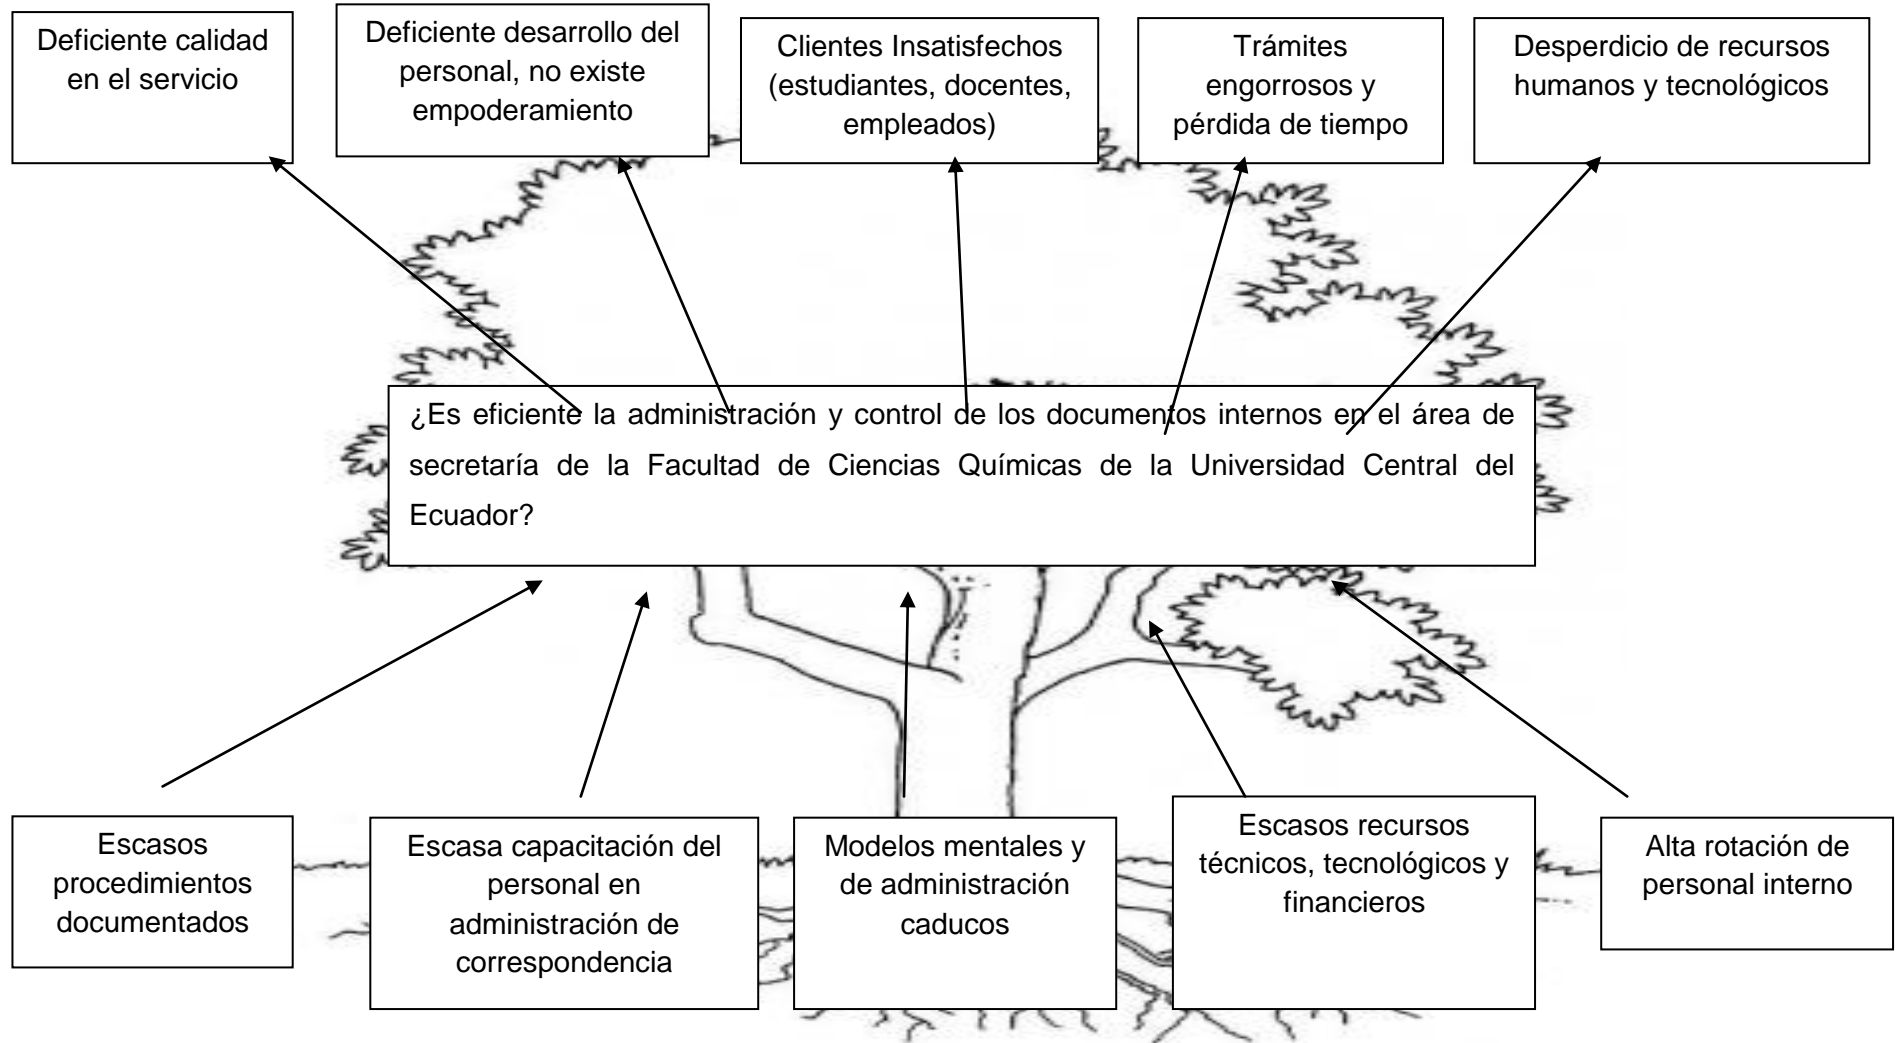 Deficiente calidad
en el servicio
Deficiente desarrollo del
personal, no existe
empoderamiento
Clientes Insatisfechos
(estudiantes, docentes,
empleados)
Trámites
engorrosos y
pérdida de tiempo
Desperdicio de recursos
humanos y tecnológicos
¿Es eficiente la administración y control de los documentos internos en el área de
secretaría de la Facultad de Ciencias Químicas de la Universidad Central del
Ecuador?
Escasos
procedimientos
documentados
Escasa capacitación del
personal en
administración de
correspondencia
Modelos mentales y
de administración
caducos
Escasos recursos
técnicos, tecnológicos y
financieros
Alta rotación de
personal interno